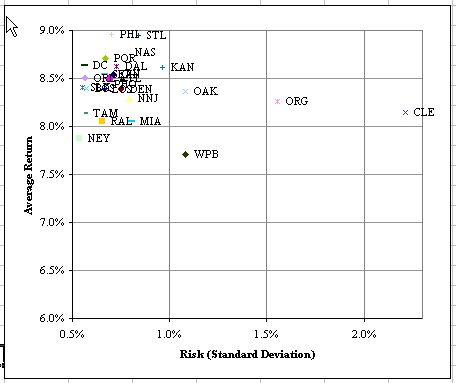 9.0%
PHI STL
NAS
POR
DC DAL
KAN
8.5%
OAK
DEN
NNJ
ORG
TAM
CLE
8.0%
RAL MIA
NEY
WPB
7.5%
7.0%
6.5%
6.0%
0.5% 1.0% 1.5% 2.0%
Average Return
Risk (Standard Deviation)